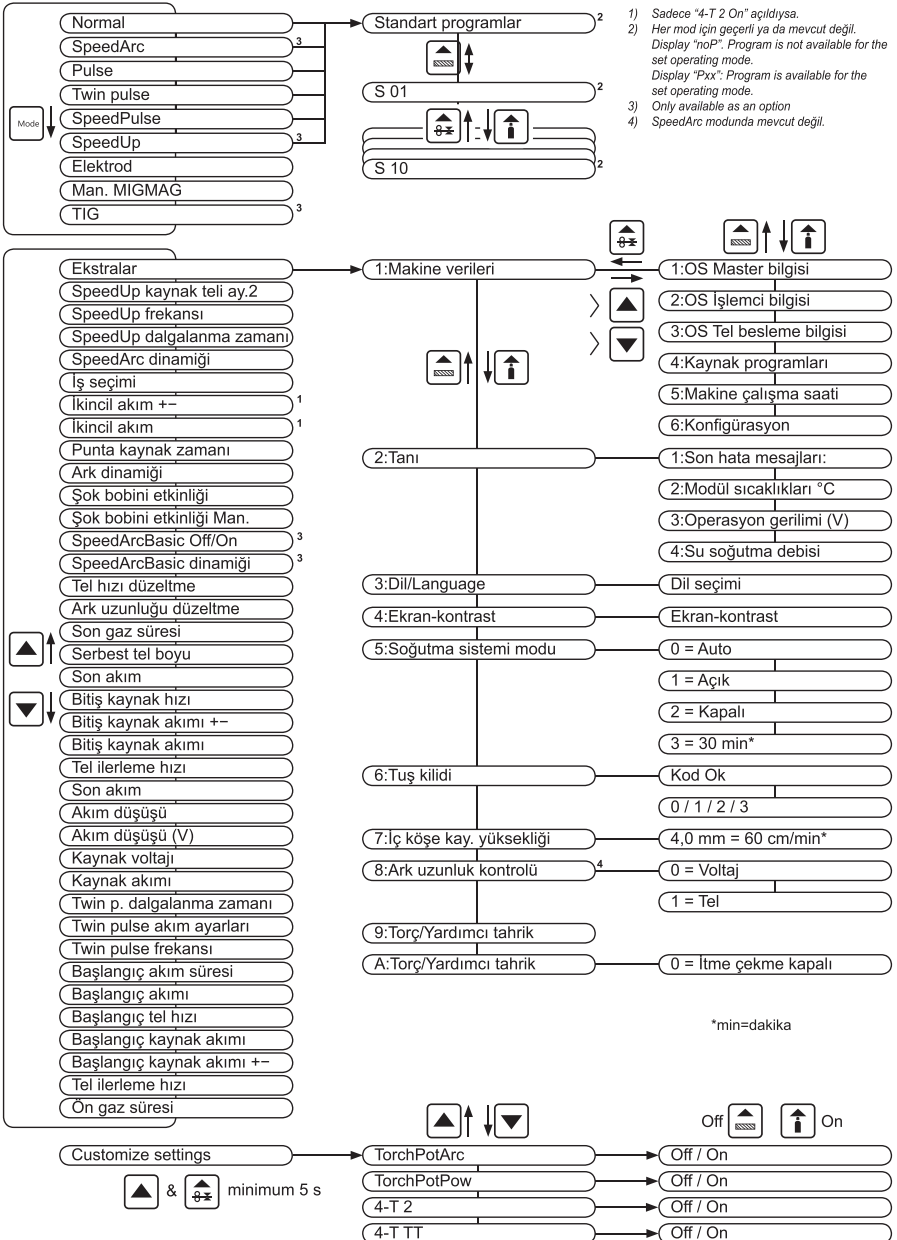 Normal
SpeedArc 3
Pulse
Twin pulse
SpeedPulse
SpeedUp 3
Elektrod
Man. MIGMAG
TIG 3
Mode
Standart programlar 2
S 01 2
S 10 2
1) Sadece “4-T 2 On” açıldıysa.
2) Her mod için geçerli ya da mevcut değil.
Display “noP”. Program is not available for the
set operating mode.
Display “Pxx”: Program is available for the
set operating mode.
3) Only available as an option
4) SpeedArc modunda mevcut değil.
Ekstralar
SpeedUp kaynak teli ay.2
SpeedUp frekansı
SpeedUp dalgalanma zamanı
SpeedArc dinamiği
İş seçimi
İkincil akım +− 1
İkincil akım 1
Punta kaynak zamanı
Ark dinamiği
Şok bobini etkinliği
Şok bobini etkinliği Man.
SpeedArcBasic Off/On 3
SpeedArcBasic dinamiği 3
Tel hızı düzeltme
Ark uzunluğu düzeltme
Son gaz süresi
Serbest tel boyu
Son akım
Bitiş kaynak hızı
Bitiş kaynak akımı +−
Bitiş kaynak akımı
Tel ilerleme hızı
Son akım
Akım düşüşü
Akım düşüşü (V)
Kaynak voltajı
Kaynak akımı
Twin p. dalgalanma zamanı
Twin pulse akım ayarları
Twin pulse frekansı
Başlangıç akım süresi
Başlangıç akımı
Başlangıç tel hızı
Başlangıç kaynak akımı
Başlangıç kaynak akımı +−
Tel ilerleme hızı
Ön gaz süresi
1:Makine verileri
1:OS Master bilgisi
2:OS İşlemci bilgisi
3:OS Tel besleme bilgisi
4:Kaynak programları
5:Makine çalışma saati
6:Konfigürasyon
2:Tanı
1:Son hata mesajları:
2:Modül sıcaklıkları °C
3:Operasyon gerilimi (V)
4:Su soğutma debisi
3:Dil/Language
Dil seçimi
4:Ekran-kontrast
Ekran-kontrast
5:Soğutma sistemi modu
0 = Auto
1 = Açık
2 = Kapalı
3 = 30 min*
6:Tuş kilidi
Kod Ok
0 / 1 / 2 / 3
7:İç köşe kay. yüksekliği
4,0 mm = 60 cm/min*
8:Ark uzunluk kontrolü 4
0 = Voltaj
1 = Tel
9:Torç/Yardımcı tahrik
A:Torç/Yardımcı tahrik
0 = İtme çekme kapalı
*min=dakika
Off On
Customize settings
& minimum 5 s
TorchPotArc
Off / On
TorchPotPow
Off / On
4-T 2
Off / On
4-T TT
Off / On